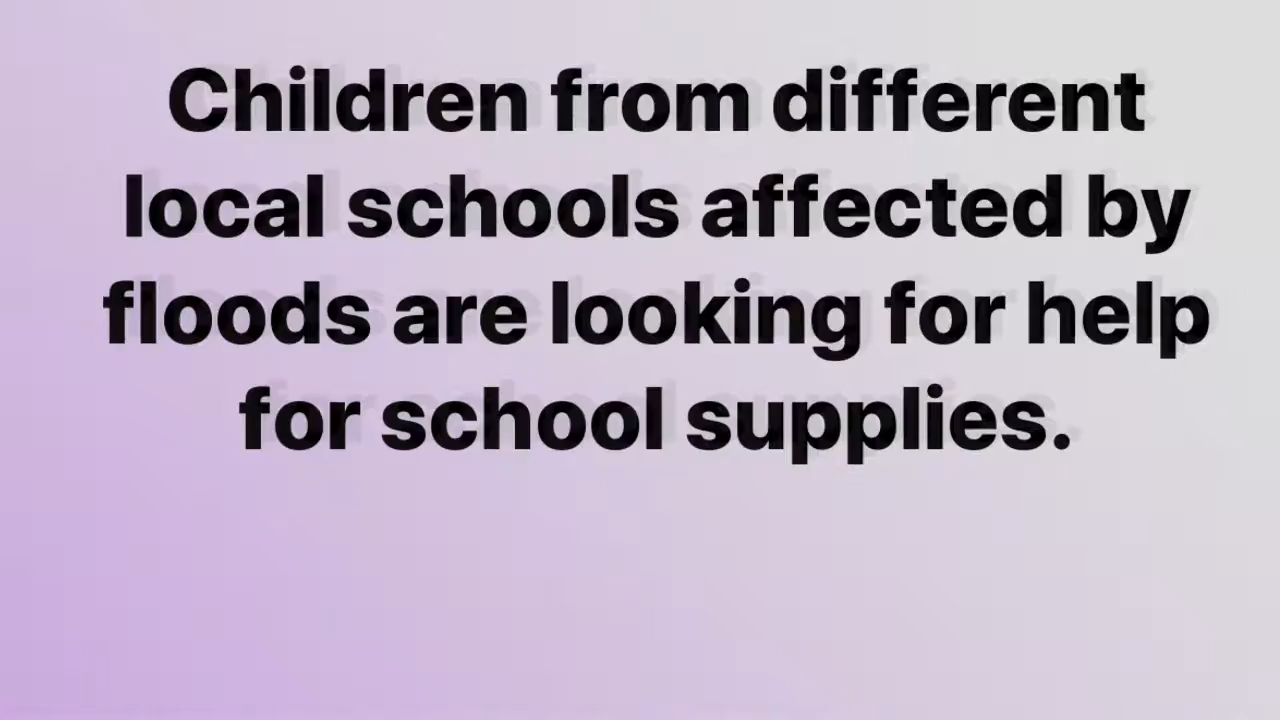 Children from different
local schools affected by
floods are looking for help
for school supplies.